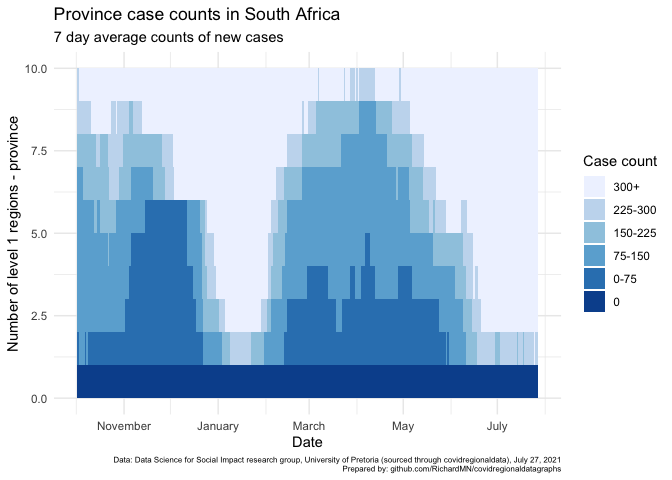 Province case counts in South Africa
7 day average counts of new cases
Number of level 1 regions - province
10.0
7.5
5.0
2.5
0.0
November
January
March
May
July
Date
Case count
300+
225-300
150-225
75-150
0-75
0
Data: Data Science for Social Impact research group, University of Pretoria (sourced through covidregionaldata), July 27, 2021
Prepared by: github.com/RichardMN/covidregionaldatagraphs